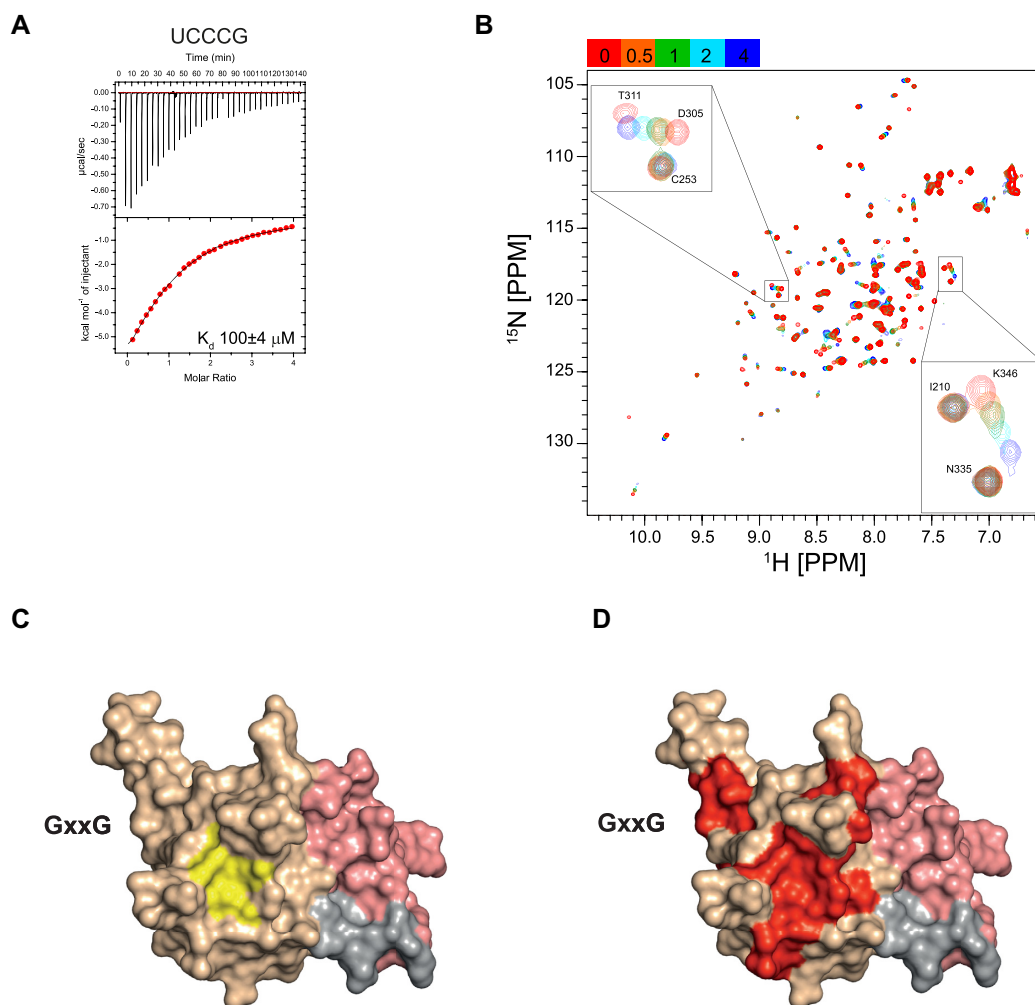 A
UCCCG
Time (min)
0 10 20 30 40 50 60 70 80 90 100 110 120 130 140
0.00
-0.10
-0.20
-0.30
-0.40
-0.50
-0.60
-0.70
µcal/sec
-1.0
-2.0
-3.0
-4.0
-5.0
kcal mol⁻¹ of injectant
K_d 100±4 µM
0 1 2 3 4
Molar Ratio
B
0 0.5 1 2 4
105
110
115
120
125
130
¹⁵N [PPM]
T311
D305
C253
K346
I210
N335
10.0 9.5 9.0 8.5 8.0 7.5 7.0
¹H [PPM]
C
GxxG
D
GxxG